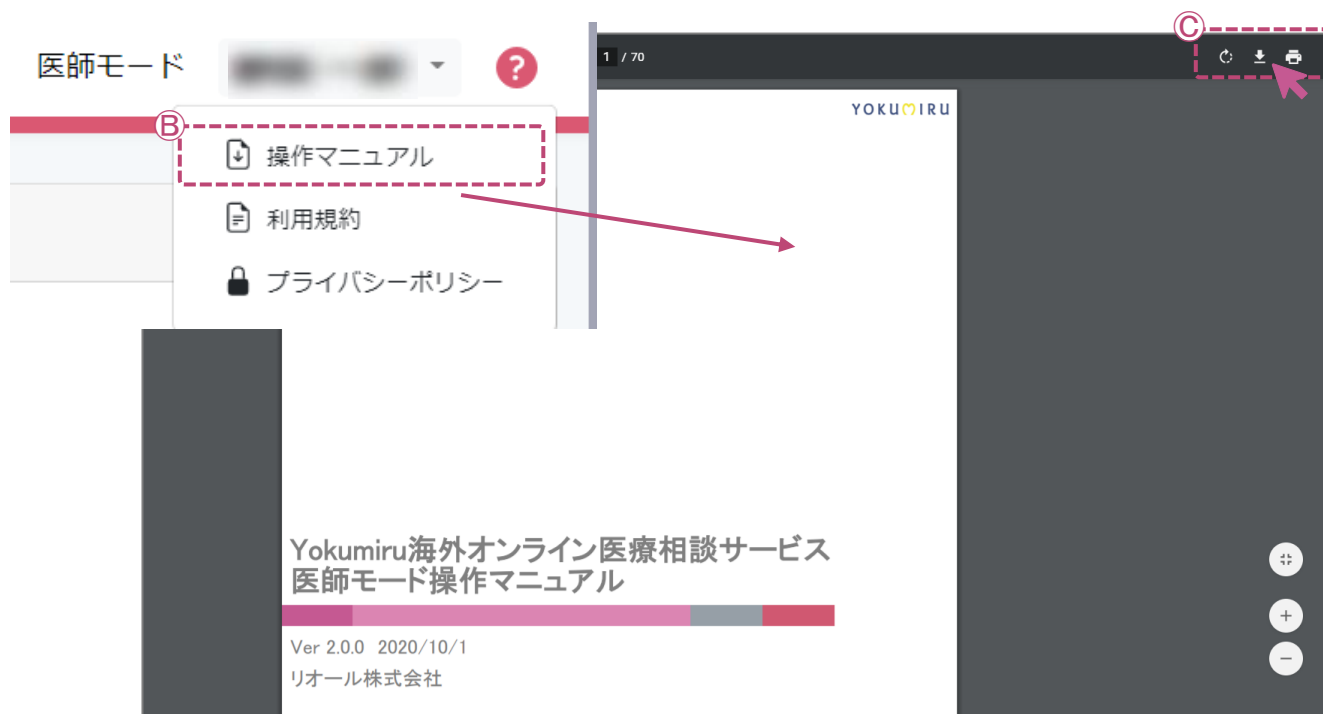 医師モード
?
Ⓑ
操作マニュアル
利用規約
プライバシーポリシー
Ⓒ
1 / 70
YOKUMIRU
Yokumiru海外オンライン医療相談サービス
医師モード操作マニュアル
Ver 2.0.0 2020/10/1
リオール株式会社